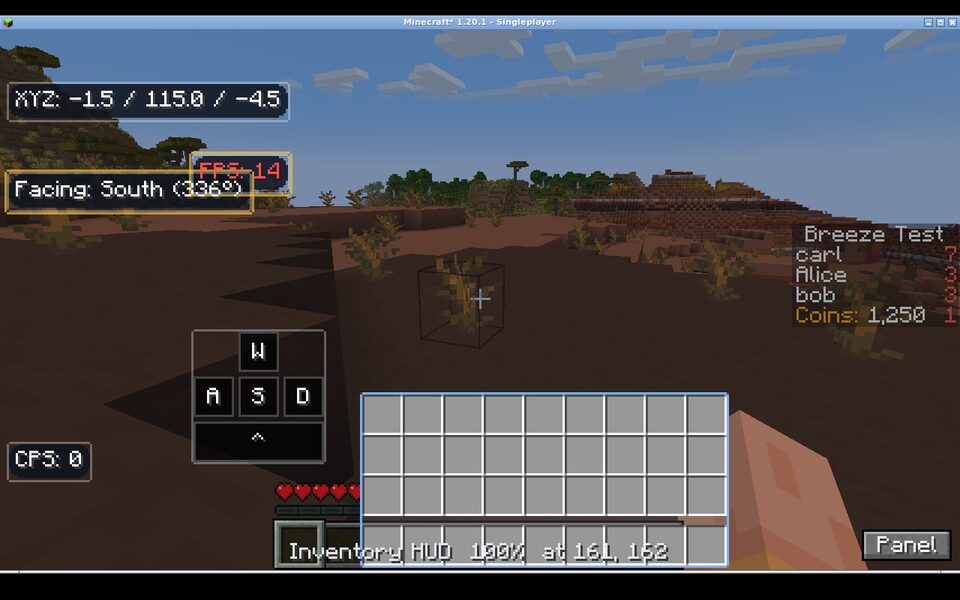 Minecraft* 1.20.1 - Singleplayer
XYZ: -1.5 / 115.0 / -4.5
FPS: 14
Facing: South (336º)
Breeze Test
carl 7
Alice 3
bob 3
Coins: 1,250 1
W
A S D
^
CPS: 0
Inventory HUD 100% at 161, 162
Panel